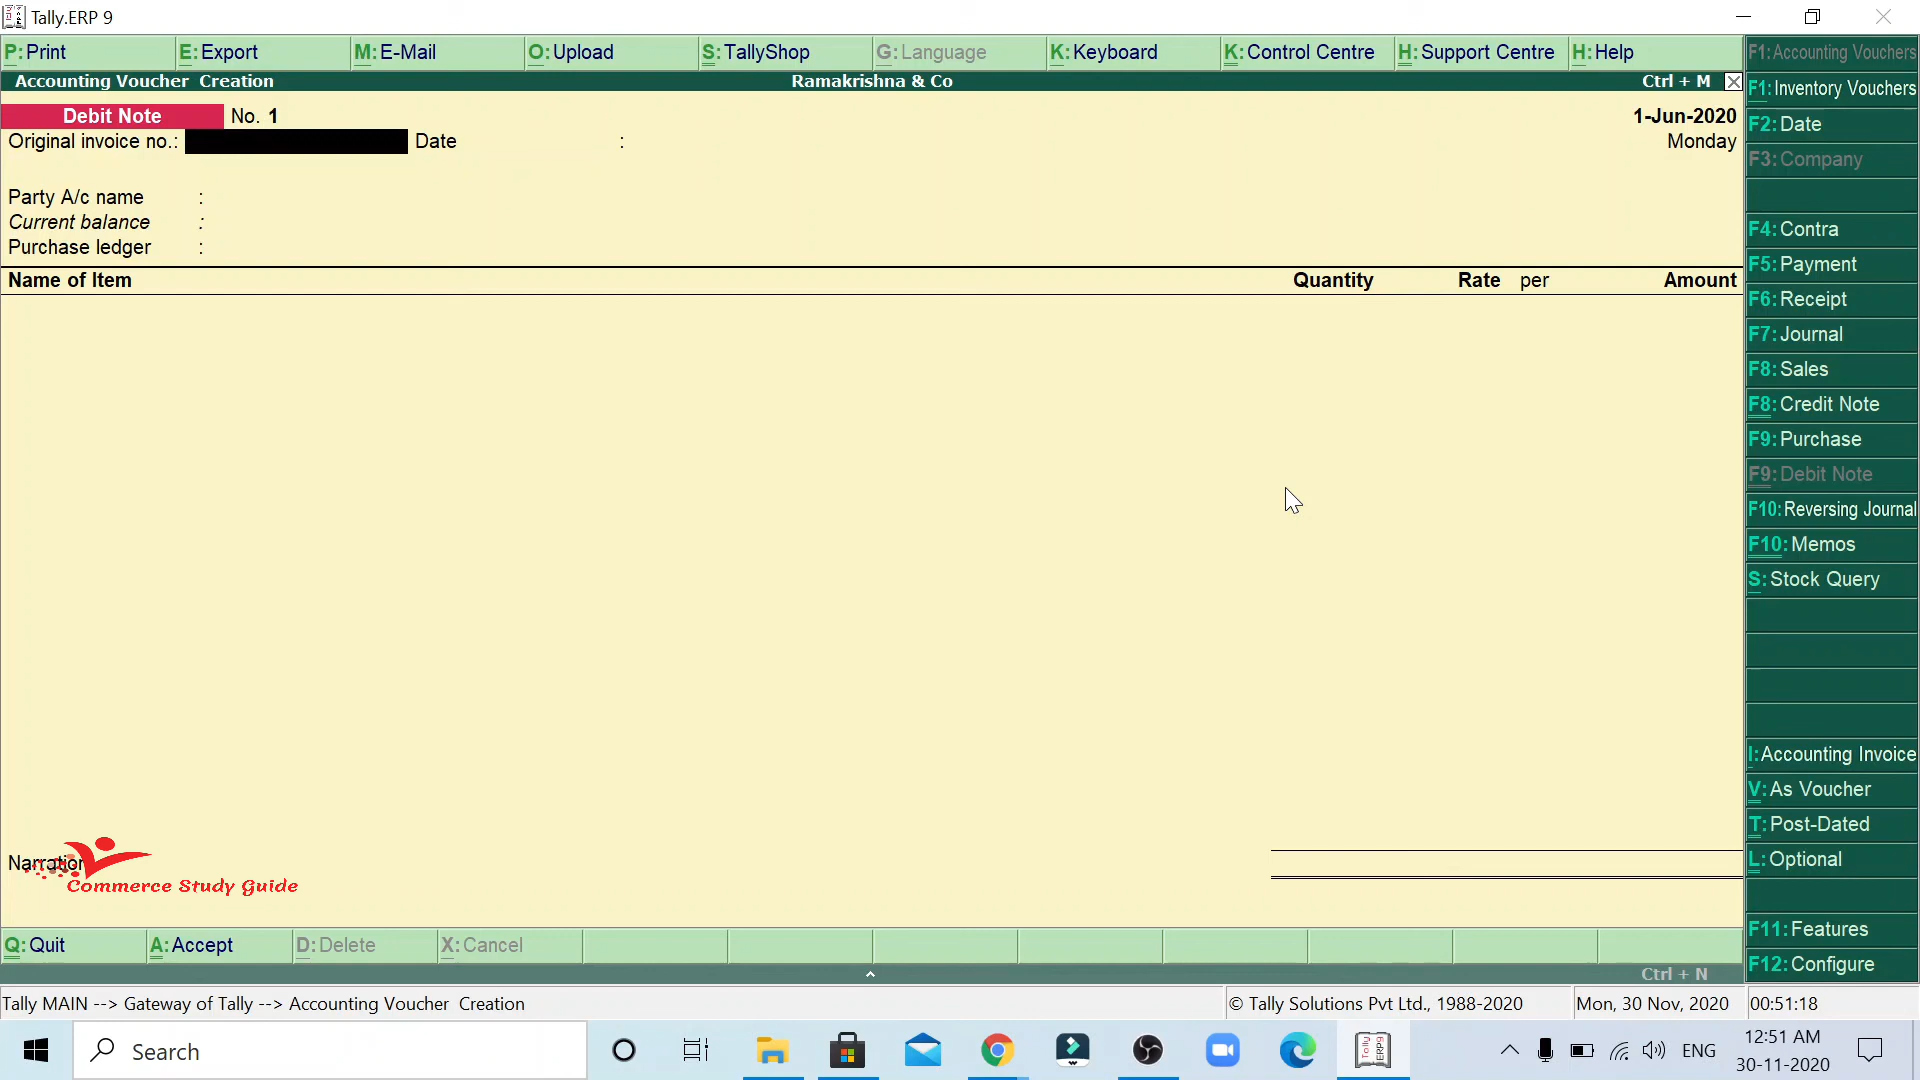 Tally.ERP 9
P: Print E: Export M: E-Mail O: Upload S: TallyShop G: Language K: Keyboard K: Control Centre H: Support Centre H: Help
Accounting Voucher Creation Ramakrishna & Co Ctrl + M
Debit Note No. 1 1-Jun-2020
Original invoice no.: Date : Monday
Party A/c name :
Current balance :
Purchase ledger :
Name of Item Quantity Rate per Amount
Narration
Commerce Study Guide
Q: Quit A: Accept D: Delete X: Cancel
Ctrl + N
F1: Accounting Vouchers
F1: Inventory Vouchers
F2: Date
F3: Company
F4: Contra
F5: Payment
F6: Receipt
F7: Journal
F8: Sales
F8: Credit Note
F9: Purchase
F9: Debit Note
F10: Reversing Journal
F10: Memos
S: Stock Query
I: Accounting Invoice
V: As Voucher
T: Post-Dated
L: Optional
F11: Features
F12: Configure
Tally MAIN --> Gateway of Tally --> Accounting Voucher Creation © Tally Solutions Pvt Ltd., 1988-2020 Mon, 30 Nov, 2020 00:51:18
Search
Tally ERP9
ENG
12:51 AM
30-11-2020